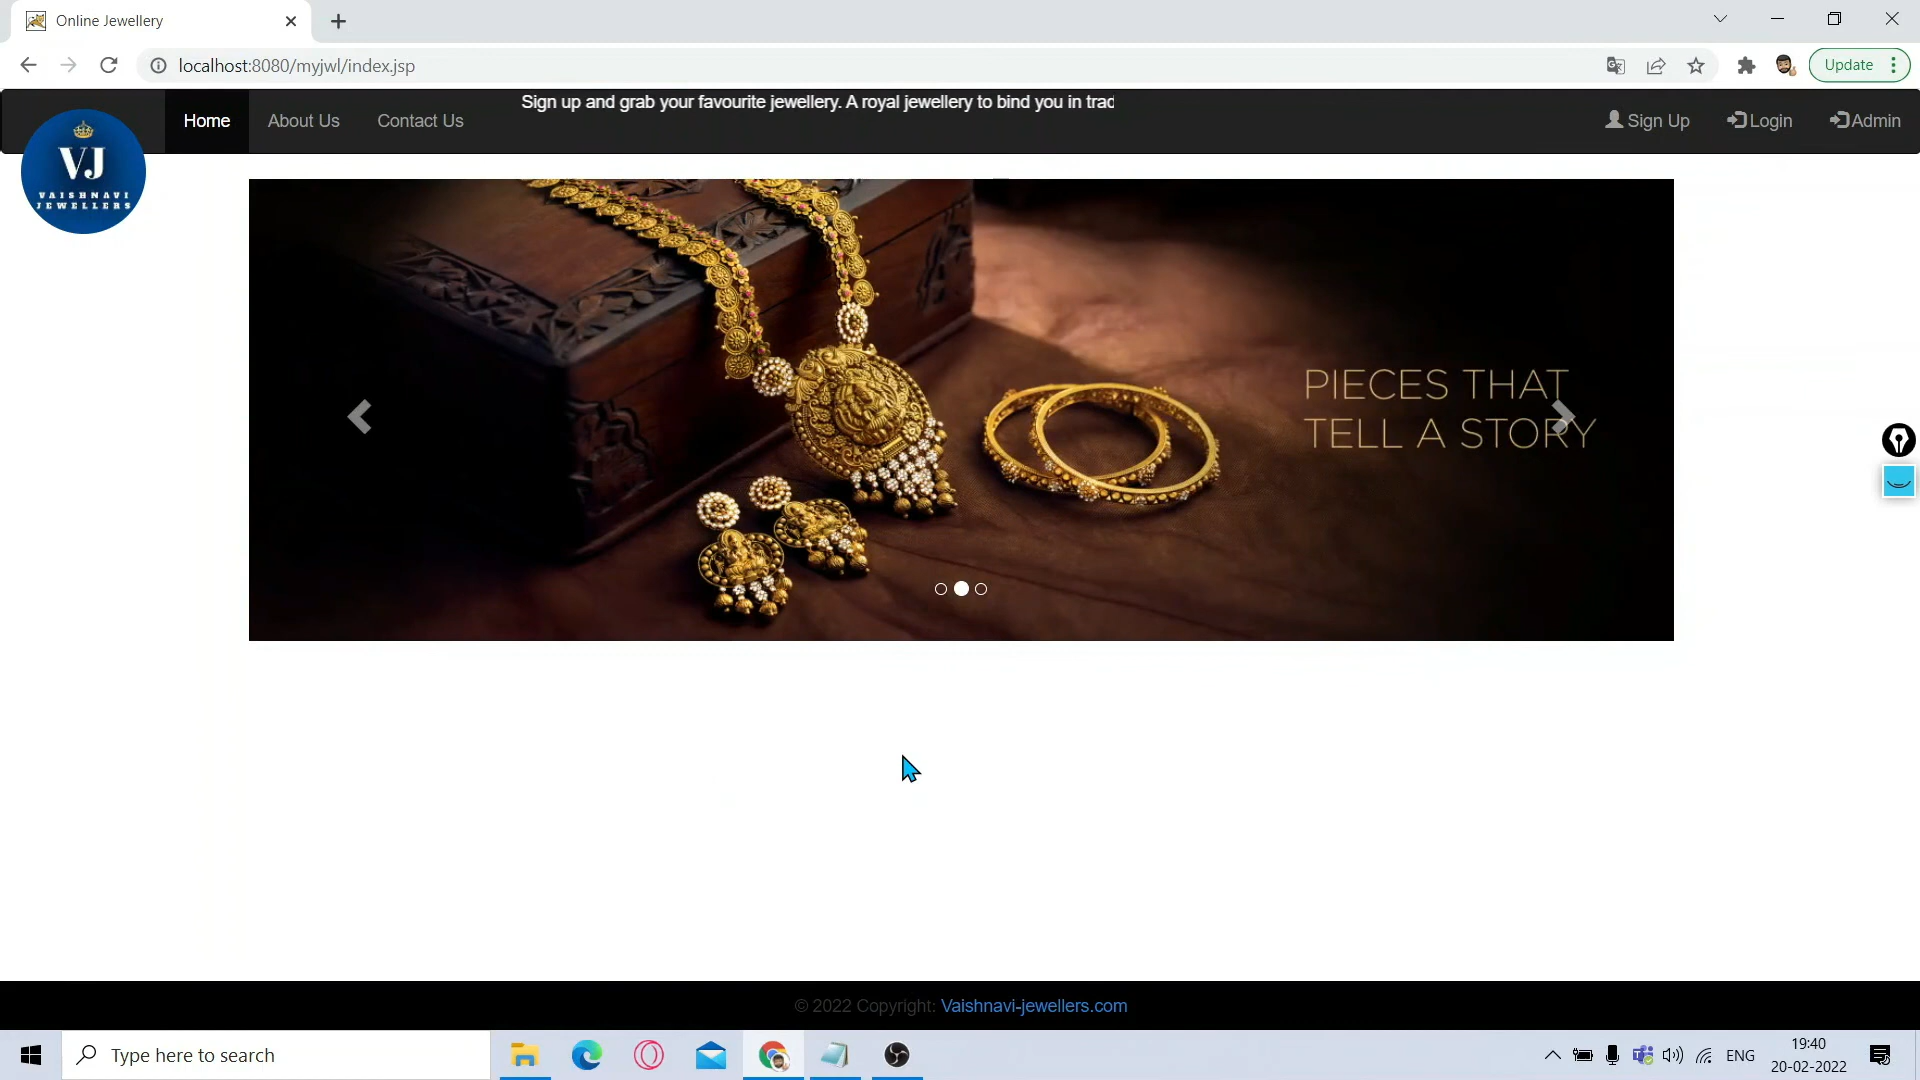 Online Jewellery
localhost:8080/myjwl/index.jsp
Update
Sign up and grab your favourite jewellery. A royal jewellery to bind you in trad
Home
About Us
Contact Us
Sign Up
Login
Admin
VJ
VAISHNAVI
JEWELLERS
PIECES THAT
TELL A STORY
© 2022 Copyright: Vaishnavi-jewellers.com
Type here to search
ENG
19:40
20-02-2022